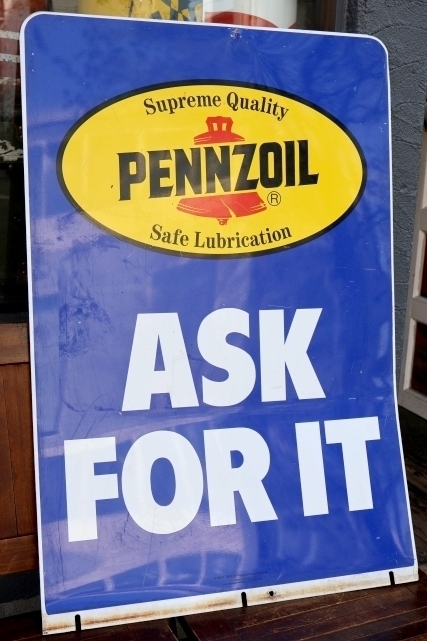 Supreme Quality
PENNZOIL®
Safe Lubrication
ASK
FOR IT